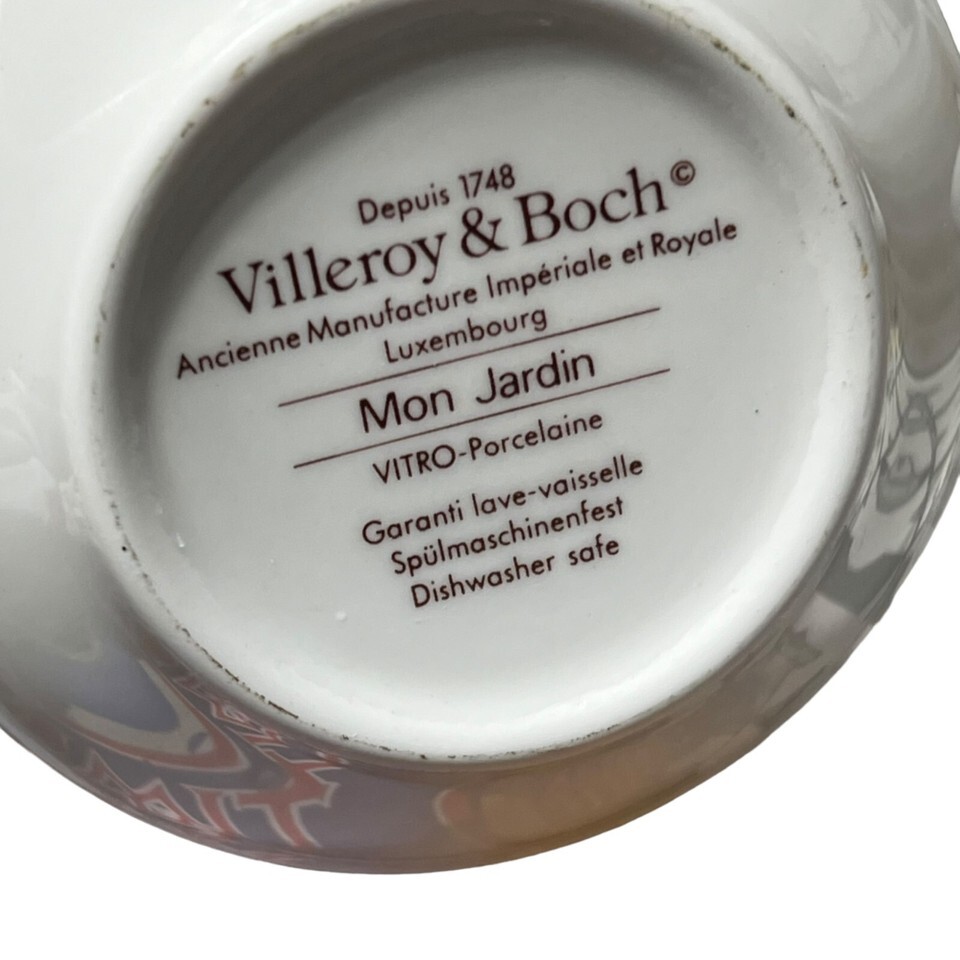 Depuis 1748
Villeroy & Boch©
Ancienne Manufacture Impériale et Royale
Luxembourg
Mon Jardin
VITRO-Porcelaine
Garanti lave-vaisselle
Spülmaschinenfest
Dishwasher safe